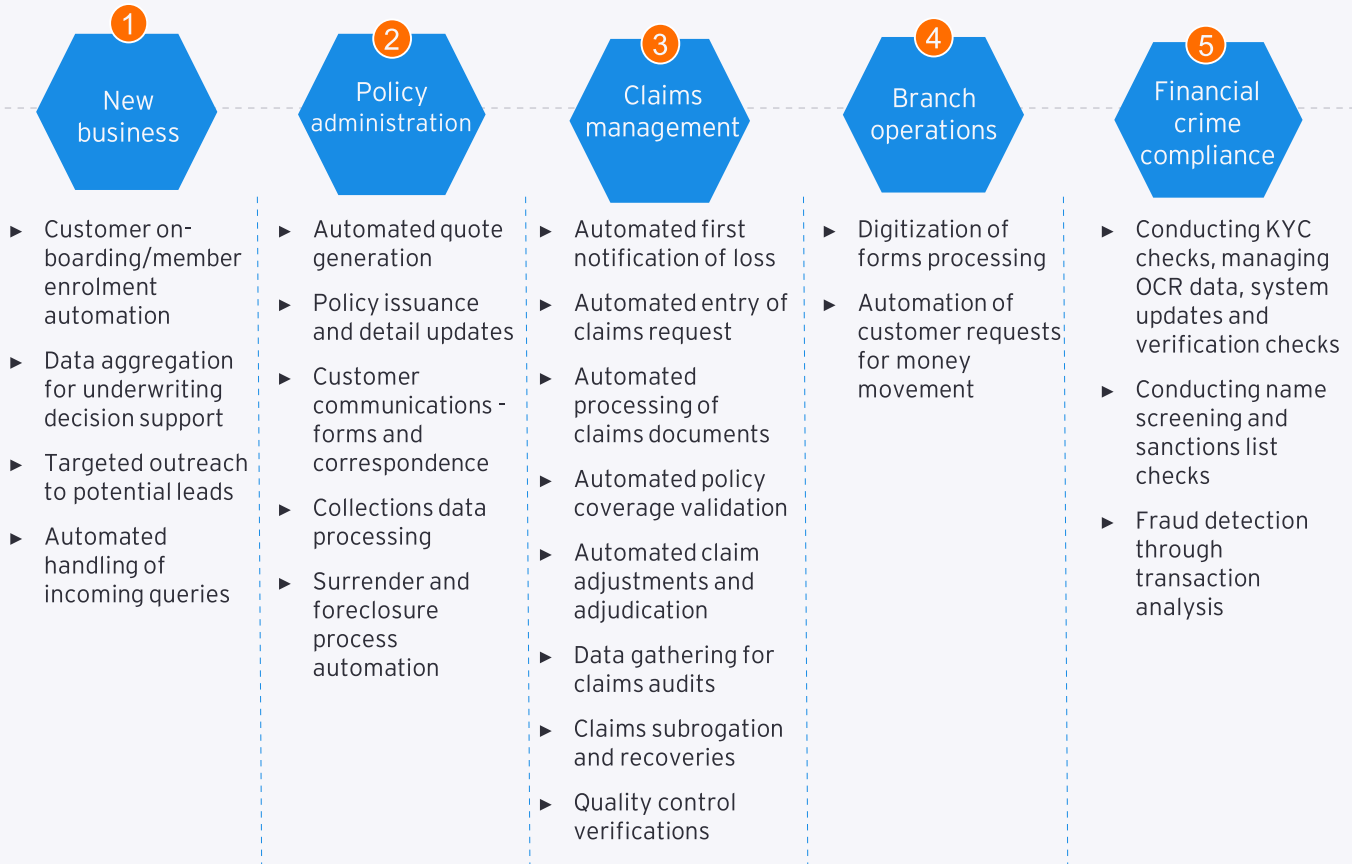 1
New
business
► Customer on-
boarding/member
enrolment
automation
► Data aggregation
for underwriting
decision support
► Targeted outreach
to potential leads
► Automated
handling of
incoming queries
2
Policy
administration
► Automated quote
generation
► Policy issuance
and detail updates
► Customer
communications -
forms and
correspondence
► Collections data
processing
► Surrender and
foreclosure
process
automation
3
Claims
management
► Automated first
notification of loss
► Automated entry of
claims request
► Automated
processing of
claims documents
► Automated policy
coverage validation
► Automated claim
adjustments and
adjudication
► Data gathering for
claims audits
► Claims subrogation
and recoveries
► Quality control
verifications
4
Branch
operations
► Digitization of
forms processing
► Automation of
customer requests
for money
movement
5
Financial
crime
compliance
► Conducting KYC
checks, managing
OCR data, system
updates and
verification checks
► Conducting name
screening and
sanctions list
checks
► Fraud detection
through
transaction
analysis